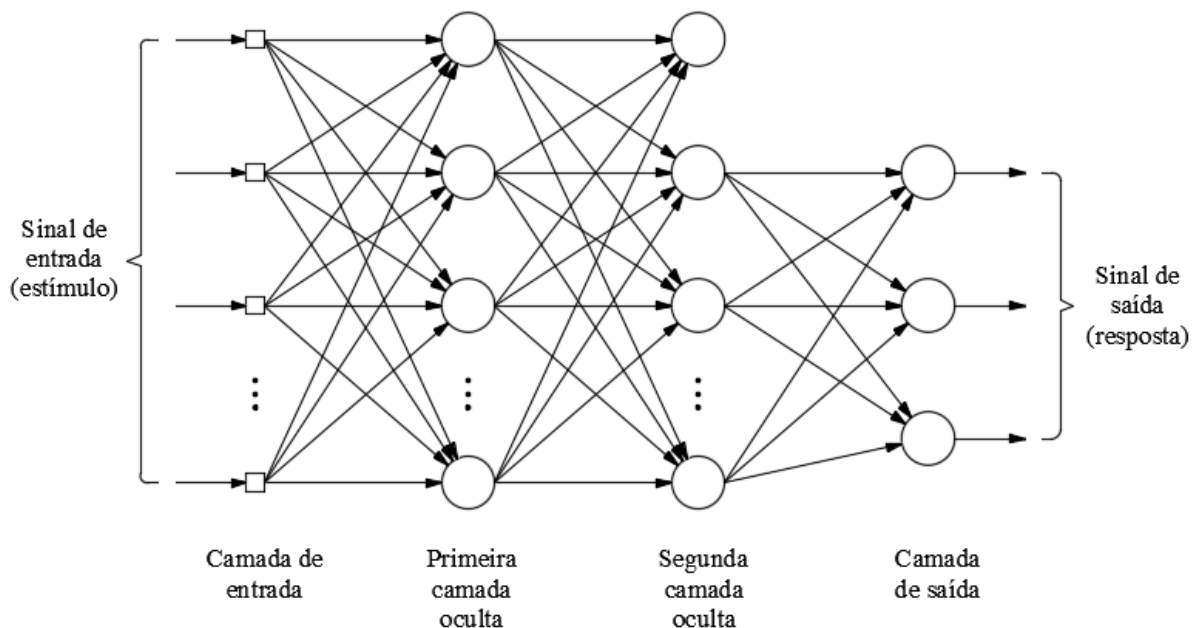 Sinal de
entrada
(estímulo)
Sinal de
saída
(resposta)
Camada de
entrada
Primeira
camada
oculta
Segunda
camada
oculta
Camada
de saída